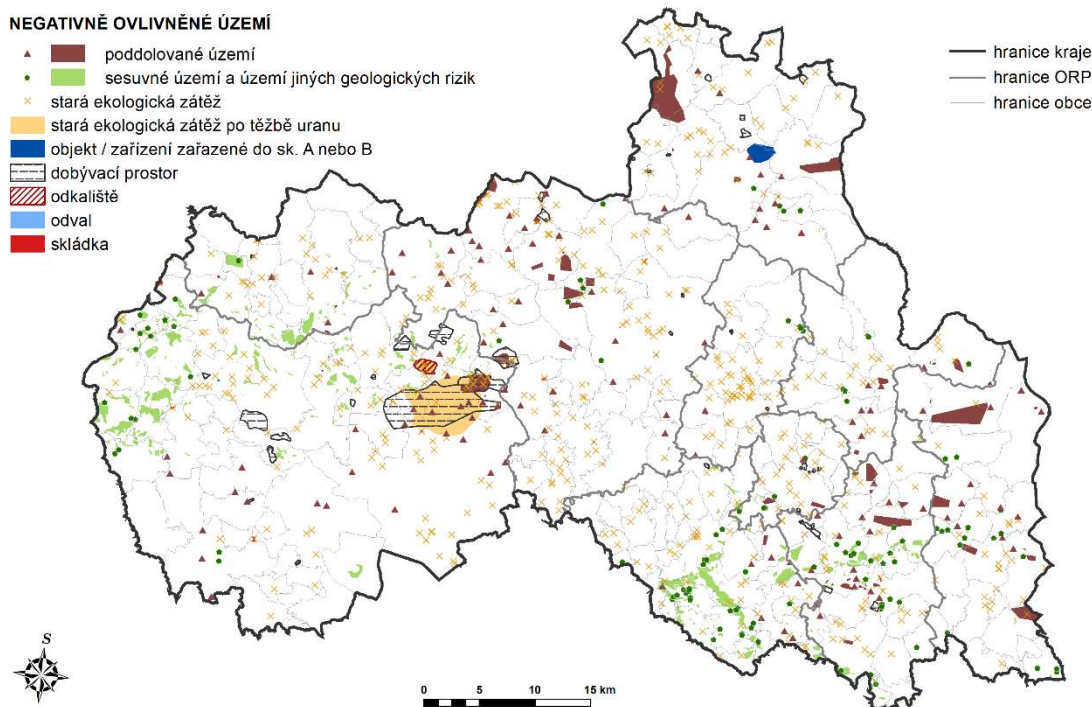 NEGATIVNĚ OVLIVNĚNÉ ÚZEMÍ
poddolované území
sesuvné území a území jiných geologických rizik
stará ekologická zátěž
stará ekologická zátěž po těžbě uranu
objekt / zařízení zařazené do sk. A nebo B
dobývací prostor
odkaliště
odval
skládka
hranice kraje
hranice ORP
hranice obce
S
0 5 10 15 km